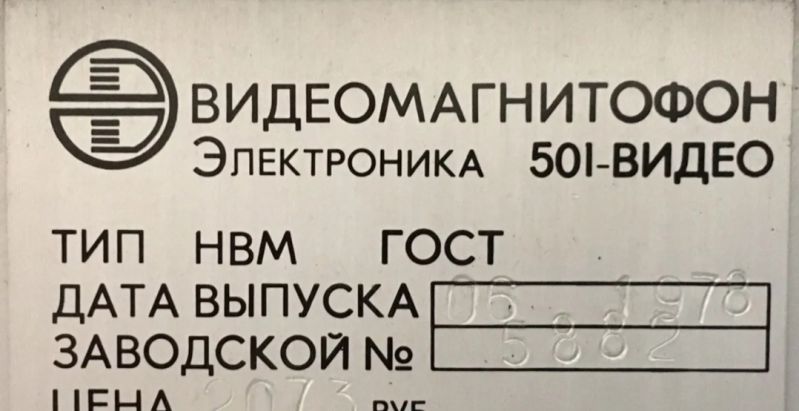 ВИДЕОМАГНИТОФОН
ЭЛЕКТРОНИКА 501-ВИДЕО
ТИП НВМ ГОСТ
ДАТА ВЫПУСКА 06 1978
ЗАВОДСКОЙ № 5882
ЦЕНА 2073 РУБ